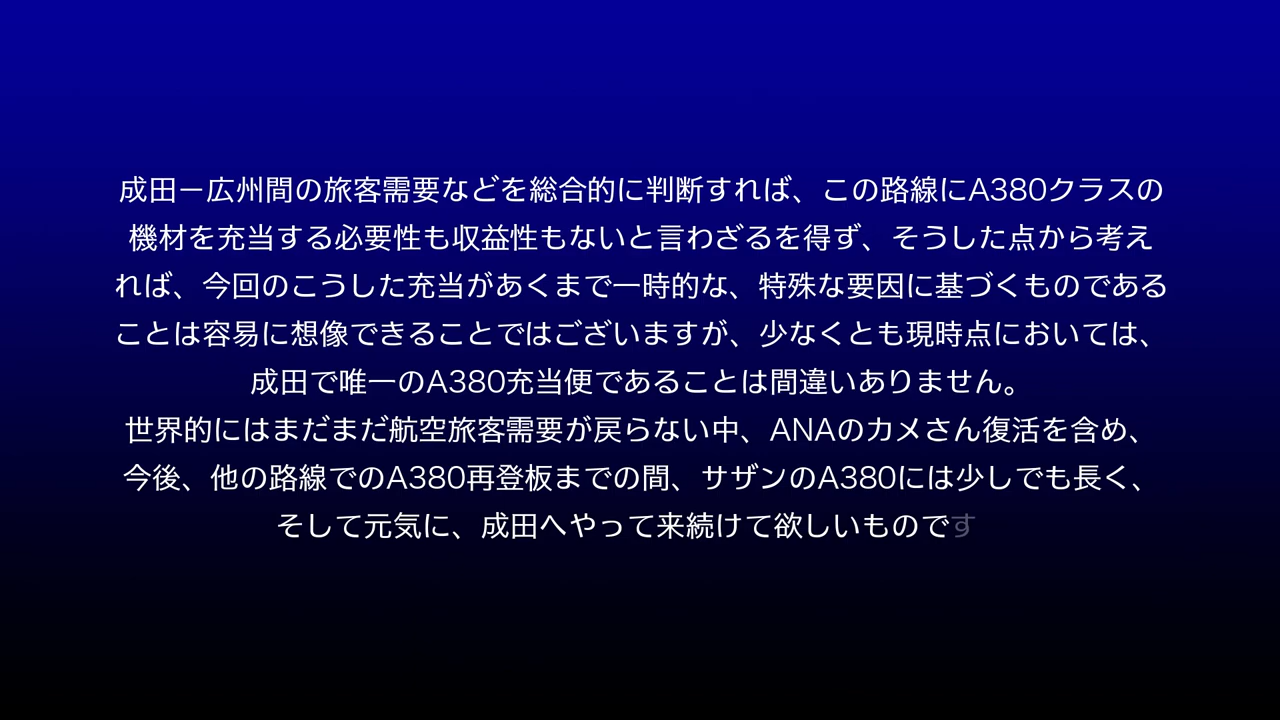 成田－広州間の旅客需要などを総合的に判断すれば、この路線にA380クラスの
機材を充当する必要性も収益性もないと言わざるを得ず、そうした点から考え
れば、今回のこうした充当があくまで一時的な、特殊な要因に基づくものである
ことは容易に想像できることではございますが、少なくとも現時点においては、
成田で唯一のA380充当便であることは間違いありません。
世界的にはまだまだ航空旅客需要が戻らない中、ANAのカメさん復活を含め、
今後、他の路線でのA380再登板までの間、サザンのA380には少しでも長く、
そして元気に、成田へやって来続けて欲しいものです